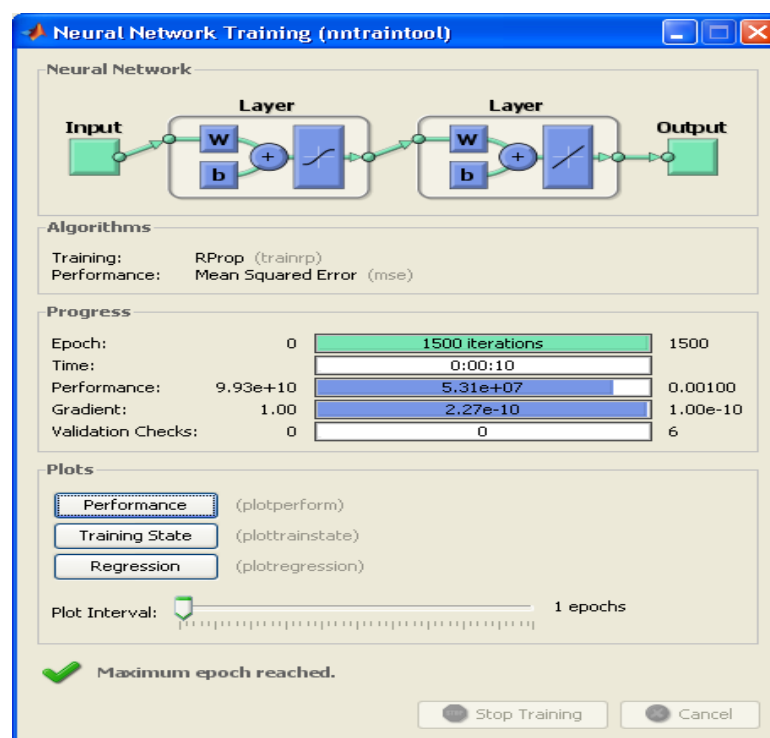 Neural Network Training (nntraintool)
Neural Network
Layer
Layer
Input
Output
W
W
b
b
+
+
Algorithms
Training: RProp (trainrp)
Performance: Mean Squared Error (mse)
Progress
Epoch: 0 1500 iterations 1500
Time: 0:00:10
Performance: 9.93e+10 5.31e+07 0.00100
Gradient: 1.00 2.27e-10 1.00e-10
Validation Checks: 0 0 6
Plots
Performance (plotperform)
Training State (plottrainstate)
Regression (plotregression)
Plot Interval: 1 epochs
Maximum epoch reached.
Stop Training Cancel